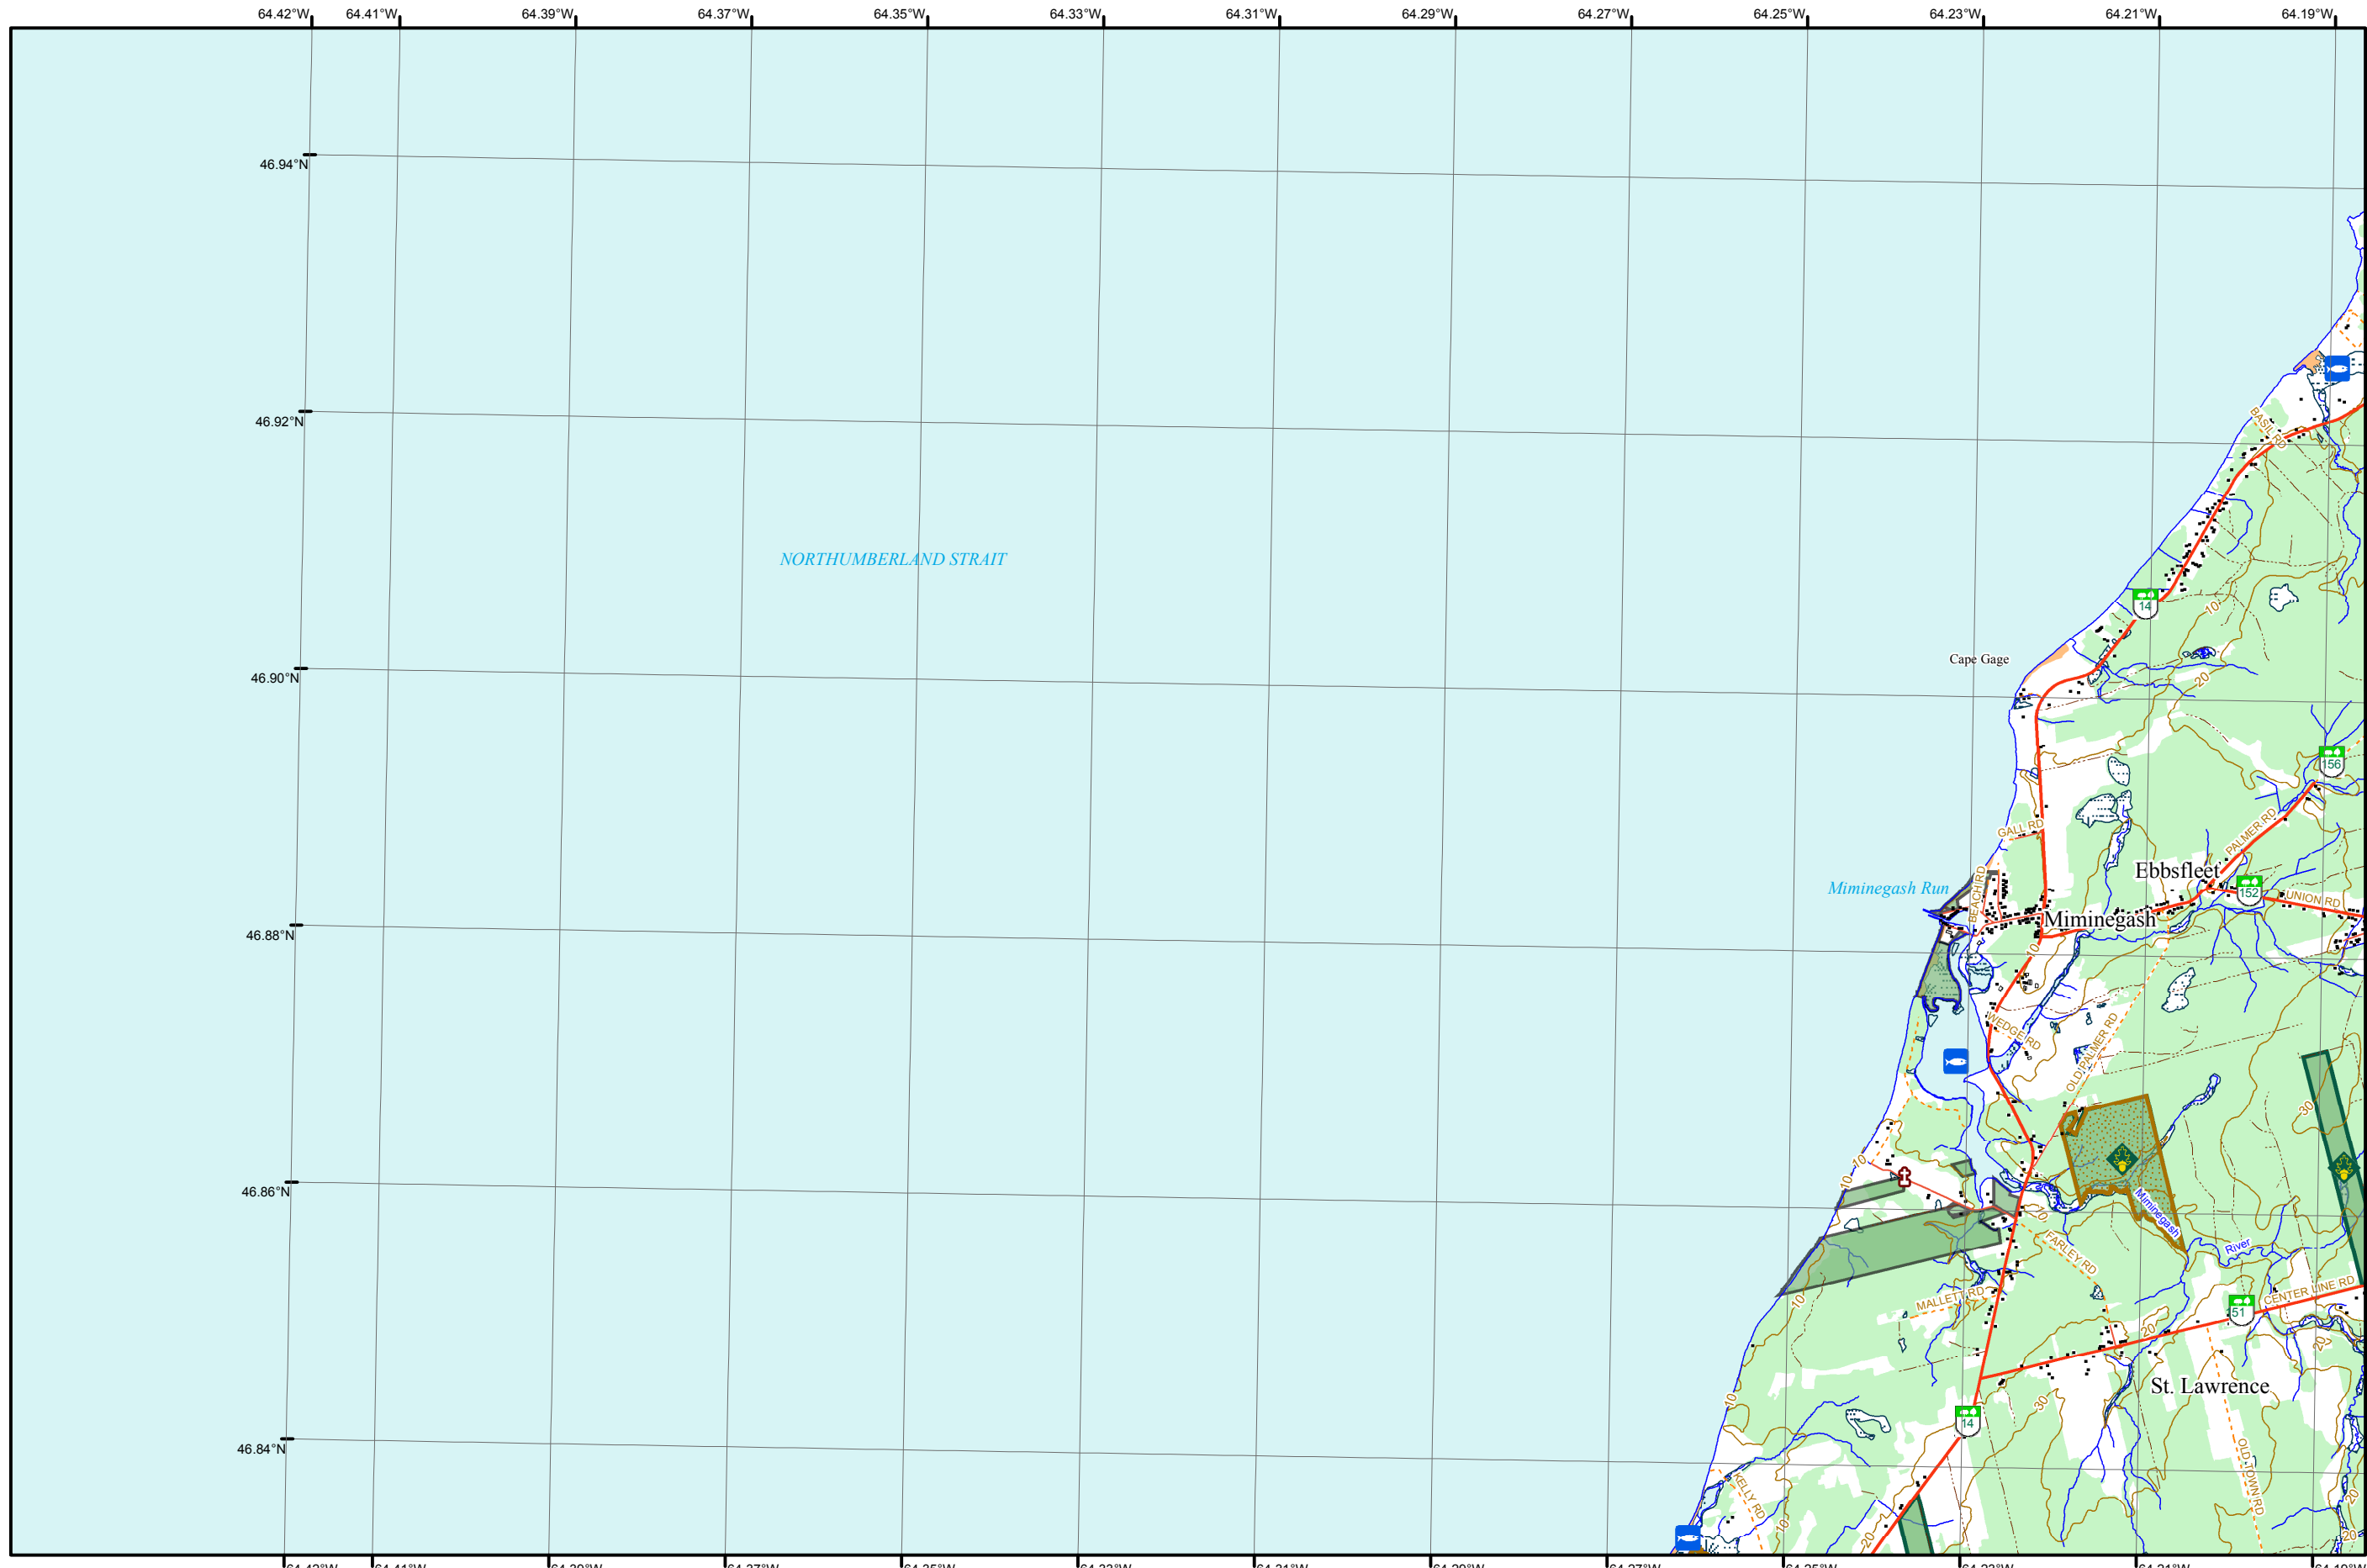 64.42°W 64.41°W 64.39°W 64.37°W 64.35°W 64.33°W 64.31°W 64.29°W 64.27°W 64.25°W 64.23°W 64.21°W 64.19°W
46.94°N
46.92°N
BASIL RD
NORTHUMBERLAND STRAIT
14
10
Cape Gage
46.90°N
20
156
GALL RD
PALMER RD
Ebbsfleet
BEACH RD
Miminegash Run
152
UNION RD
Miminegash
46.88°N
10
WEDGE RD
OLD PALMER RD
30
10
10
46.86°N
Miminegash
10
River
FARLEY RD
CENTER LINE RD
MALLETT RD
10
151
20
20
St. Lawrence
10
30
14
46.84°N
OLD TOWN RD
KELLY RD
20
10
20
20